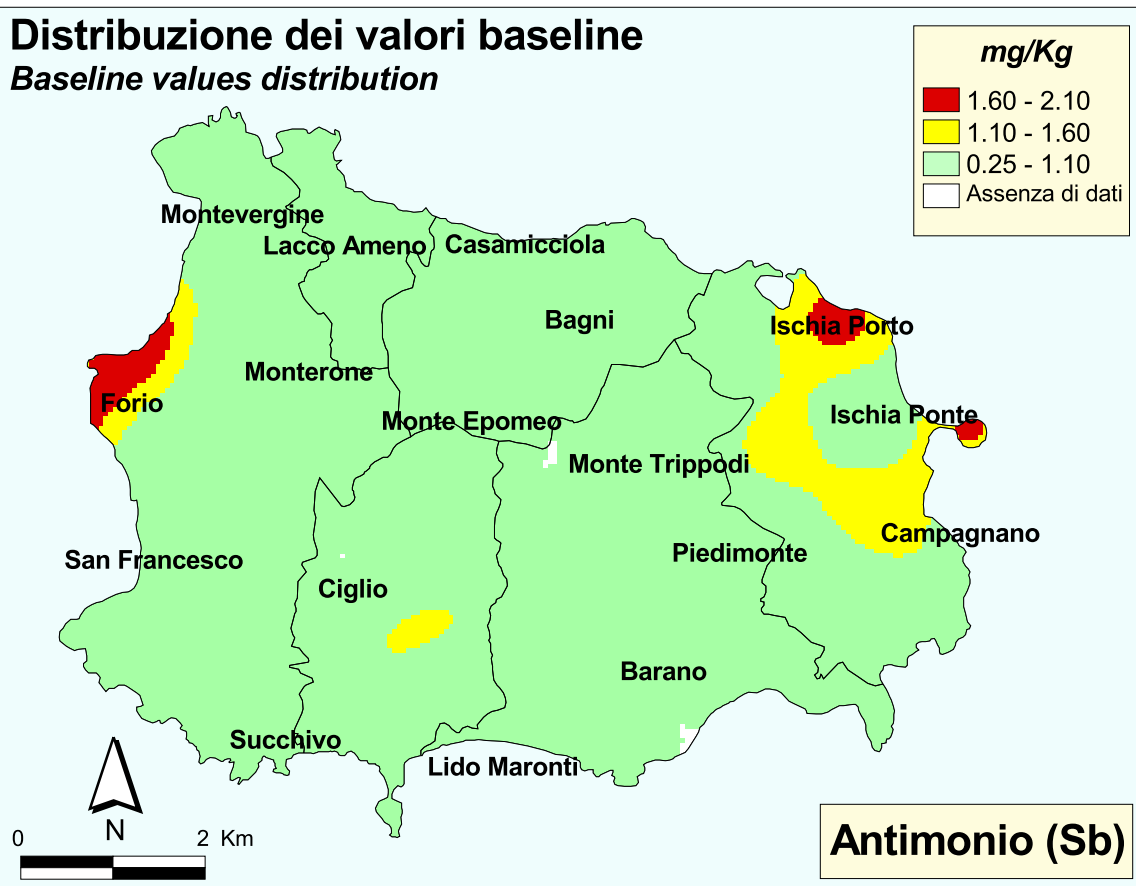 Distribuzione dei valori baseline
Baseline values distribution
mg/Kg
1.60 - 2.10
1.10 - 1.60
0.25 - 1.10
Assenza di dati
Montevergine
Lacco Ameno
Casamicciola
Bagni
Ischia Porto
Monterone
Forio
Monte Epomeo
Ischia Ponte
Monte Trippodi
Campagnano
San Francesco
Piedimonte
Ciglio
Barano
Succhivo
Lido Maronti
N
0 2 Km
Antimonio (Sb)